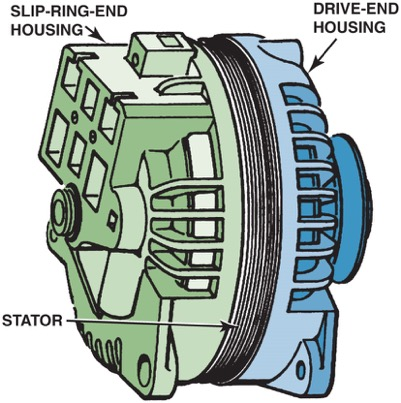 SLIP-RING-END
HOUSING
DRIVE-END
HOUSING
STATOR